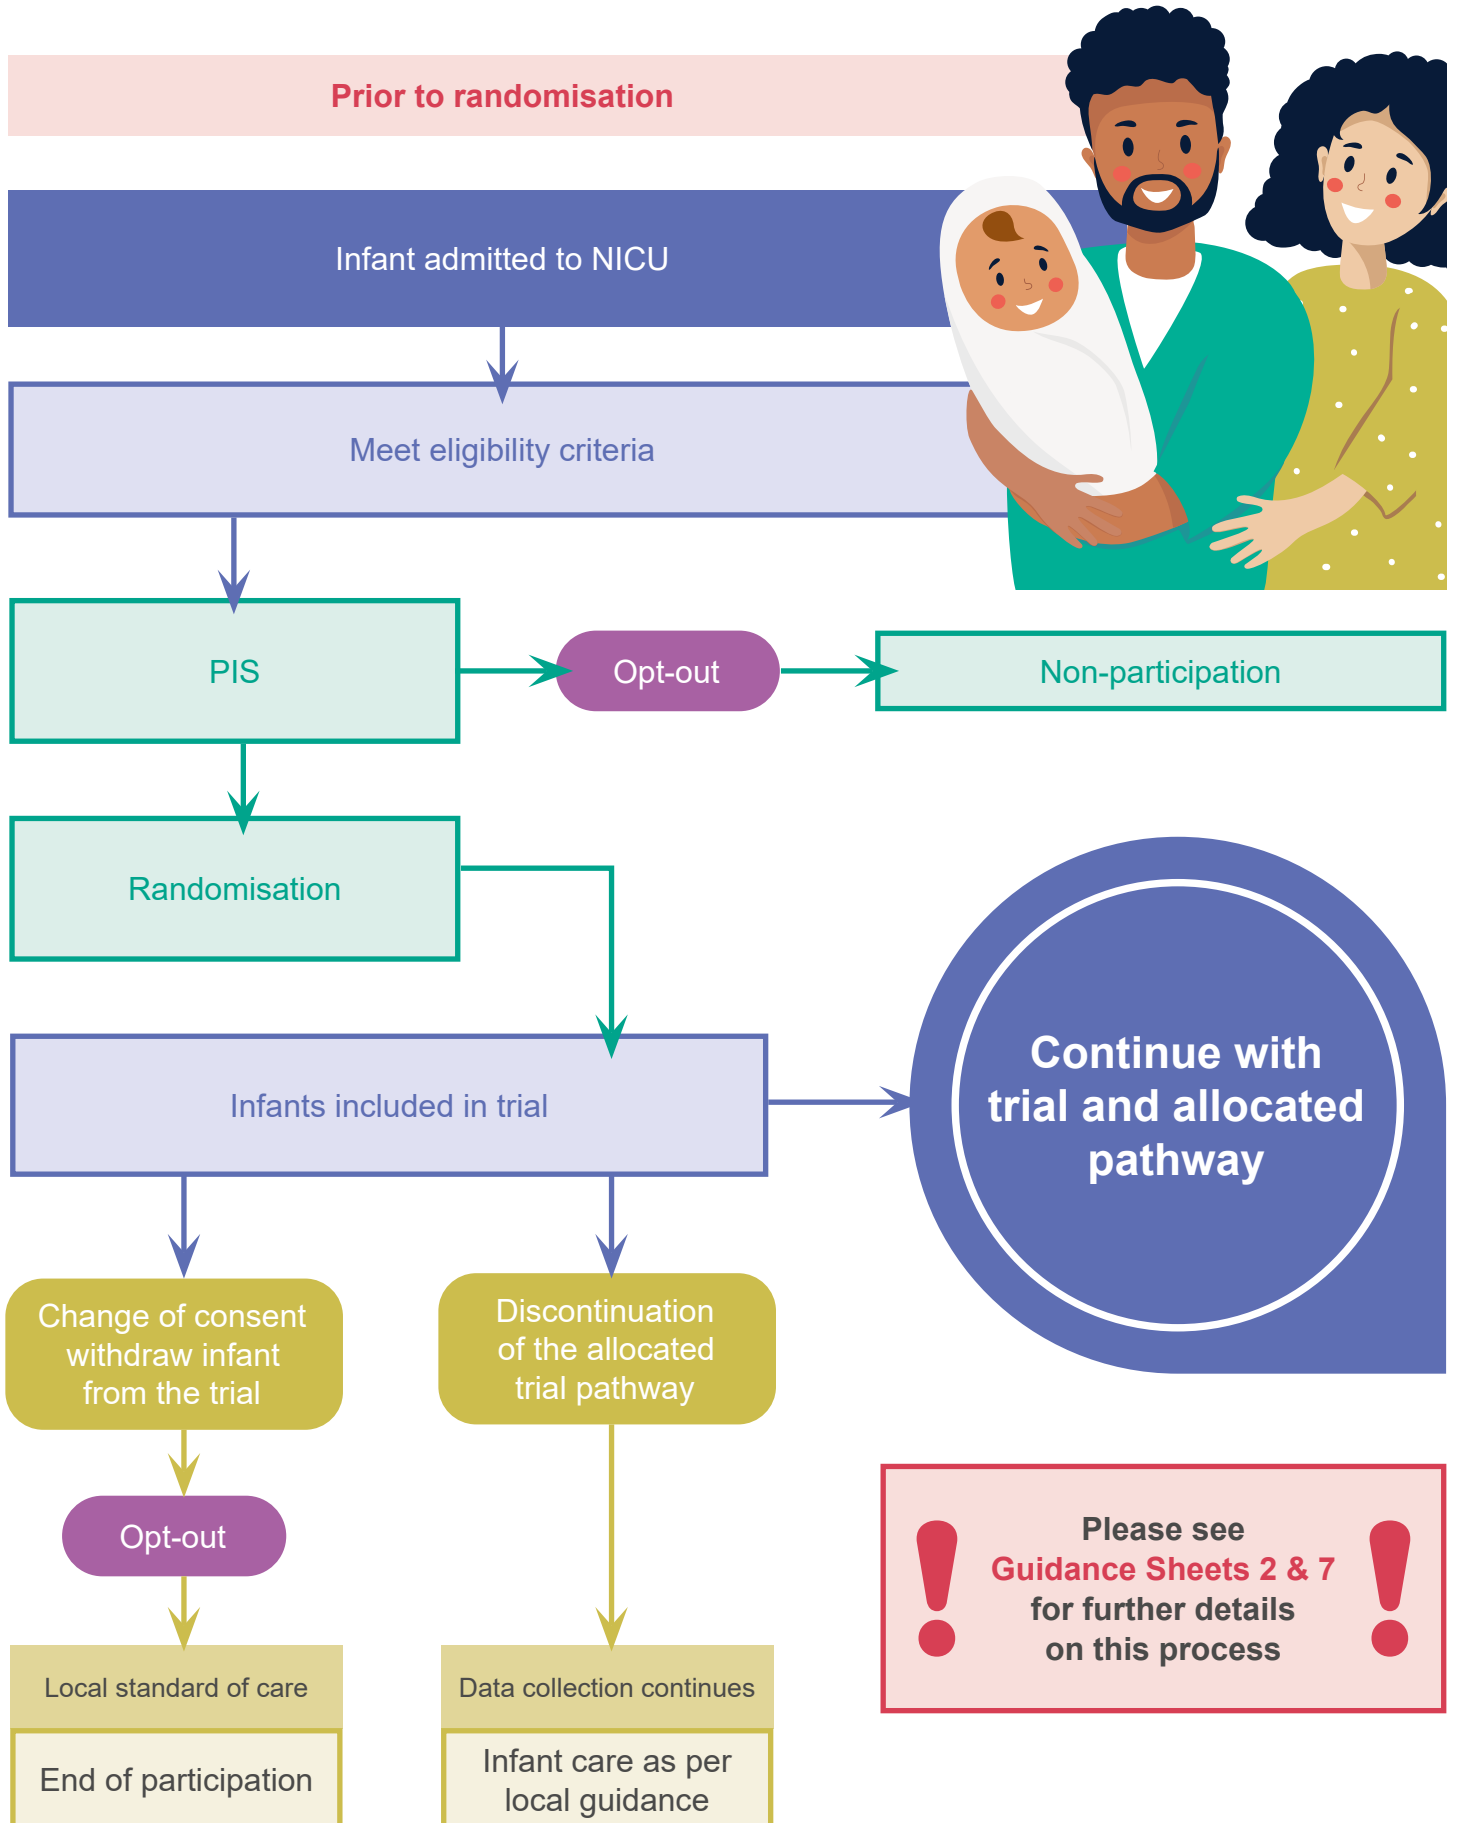 Prior to randomisation
Infant admitted to NICU
Meet eligibility criteria
PIS
Opt-out
Non-participation
Randomisation
Infants included in trial
Continue with
trial and allocated
pathway
Change of consent
withdraw infant
from the trial
Discontinuation
of the allocated
trial pathway
Opt-out
Local standard of care
End of participation
Data collection continues
Infant care as per
local guidance
Please see
Guidance Sheets 2 & 7
for further details
on this process